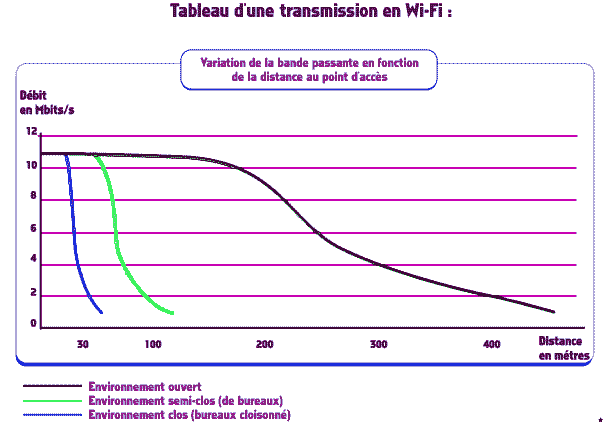 Tableau d'une transmission en Wi-Fi :
Variation de la bande passante en fonction
de la distance au point d'accès
Débit
en Mbits/s
12
10
8
6
4
2
0
30 100 200 300 400
Distance
en métres
Environnement ouvert
Environnement semi-clos (de bureaux)
Environnement clos (bureaux cloisonné)